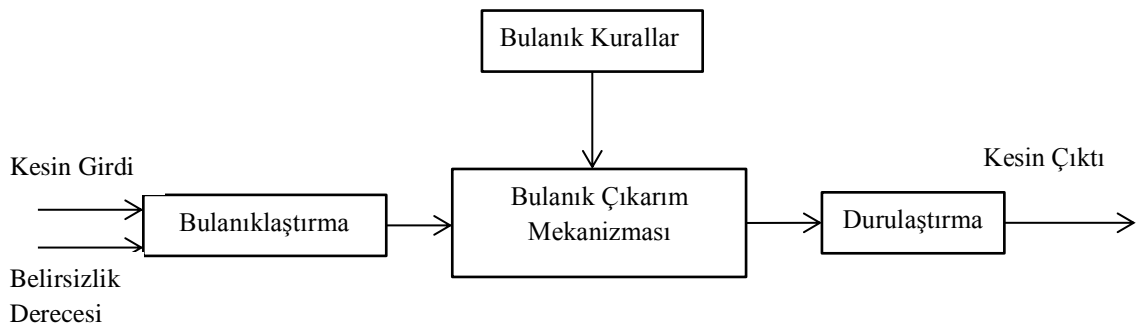 Bulanık Kurallar
Kesin Girdi
Kesin Çıktı
Bulanıklaştırma
Bulanık Çıkarım
Mekanizması
Durulaştırma
Belirsizlik
Derecesi